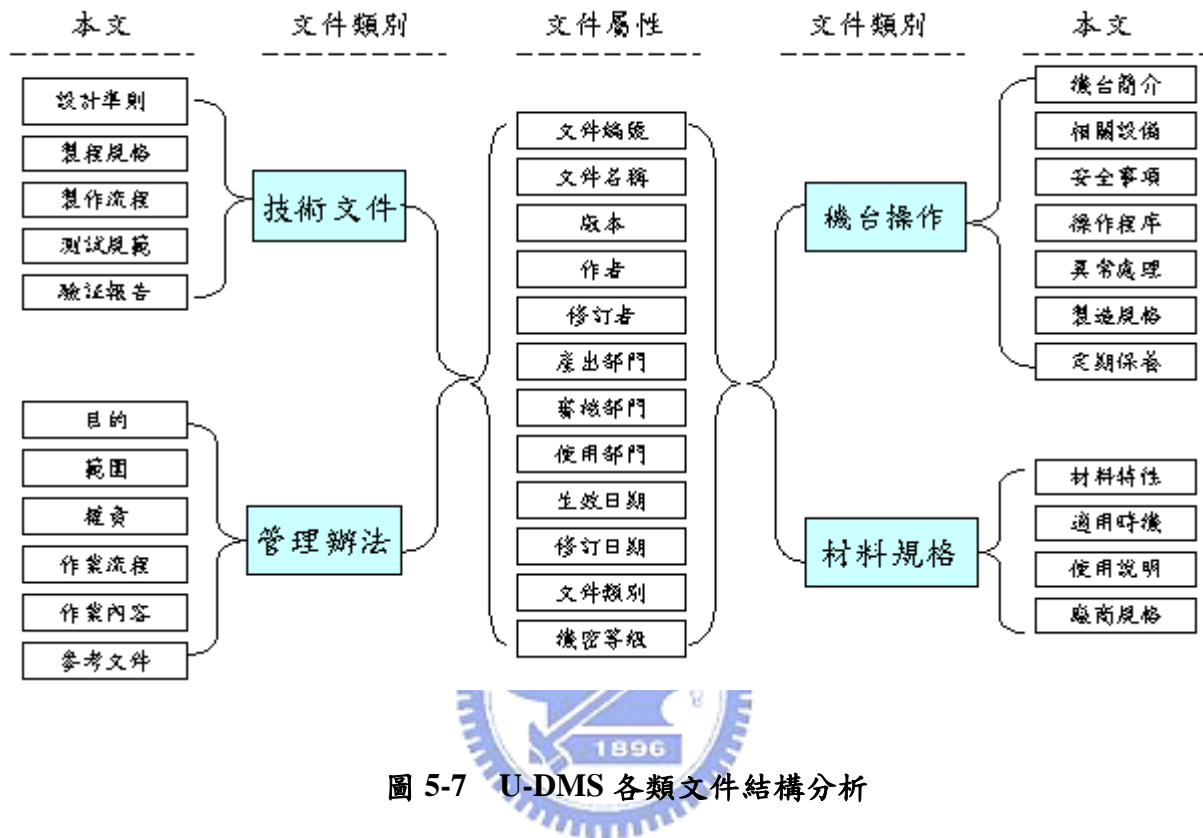 本文
文件類別
文件屬性
文件類別
本文
設計準則
製程規格
製作流程
測試規範
驗証報告
技術文件
目的
範圍
權責
作業流程
作業內容
參考文件
管理辦法
文件編號
文件名稱
版本
作者
修訂者
產出部門
審核部門
使用部門
生效日期
修訂日期
文件類別
機密等級
機台操作
機台簡介
相關設備
安全事項
操作程序
異常處理
製造規格
定期保養
材料規格
材料特性
適用時機
使用說明
廠商規格
1896
圖 5-7 U-DMS 各類文件結構分析